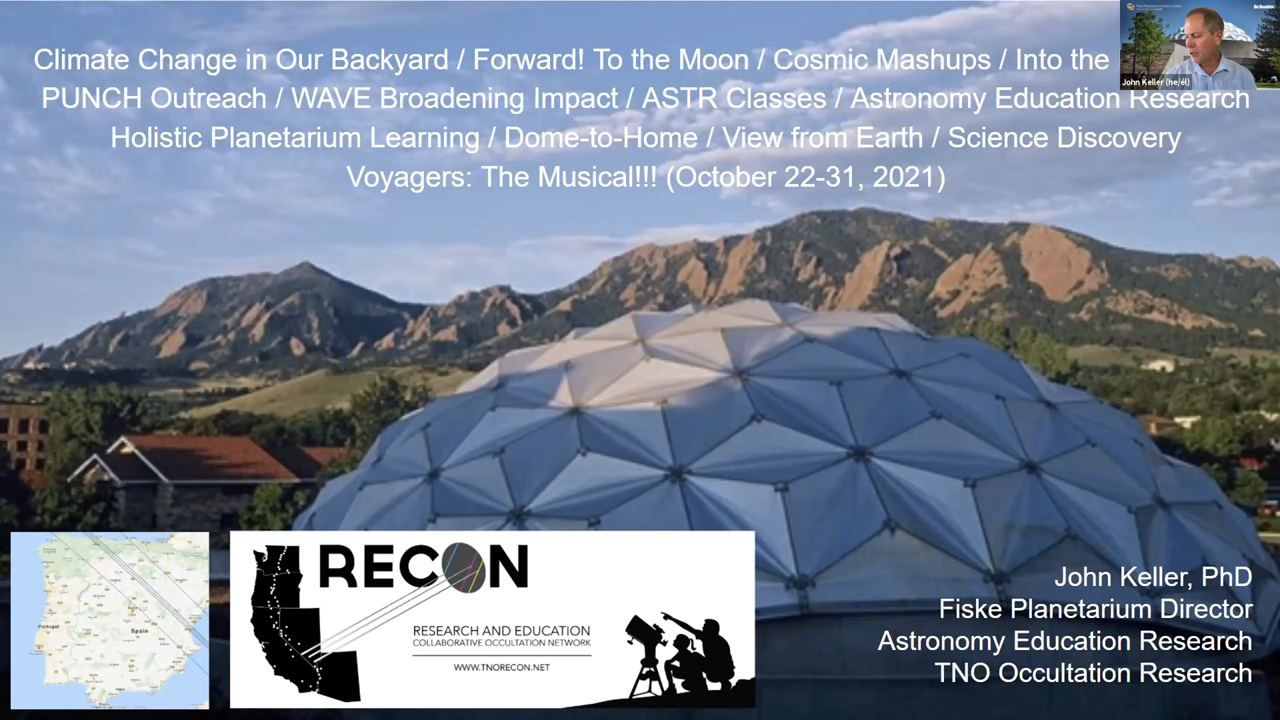 Climate Change in Our Backyard / Forward! To the Moon / Cosmic Mashups / Into the
PUNCH Outreach / WAVE Broadening Impact / ASTR Classes / Astronomy Education Research
Holistic Planetarium Learning / Dome-to-Home / View from Earth / Science Discovery
Voyagers: The Musical!!! (October 22-31, 2021)
Be Boulder.
John Keller (he/él)
Portugal
Spain
RECON
RESEARCH AND EDUCATION
COLLABORATIVE OCCULTATION NETWORK
WWW.TNORECON.NET
John Keller, PhD
Fiske Planetarium Director
Astronomy Education Research
TNO Occultation Research